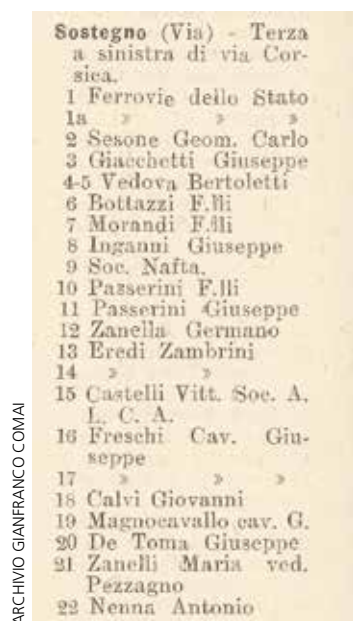 Sostegno (Via) - Terza
a sinistra di via Cor-
sica.
1 Ferrovie dello Stato
1a » » »
2 Sesone Geom. Carlo
3 Giacchetti Giuseppe
4-5 Vedova Bertoletti
6 Bottazzi F.lli
7 Morandi F.lli
8 Inganni Giuseppe
9 Soc. Nafta.
10 Passerini F.lli
11 Passerini Giuseppe
12 Zanella Germano
13 Eredi Zambrini
14 » »
15 Castelli Vitt. Soc. A.
L. C. A.
16 Freschi Cav. Giu-
seppe
17 » » »
18 Calvi Giovanni
19 Magnocavallo cav. G.
20 De Toma Giuseppe
21 Zanelli Maria ved.
Pezzagno
22 Nenna Antonio
ARCHIVIO GIANFRANCO COMAI